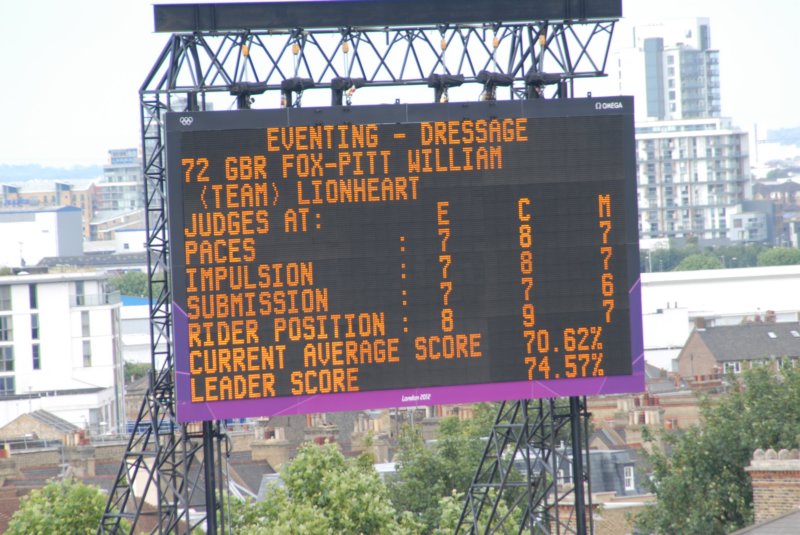 Ω OMEGA
EVENTING - DRESSAGE
72 GBR FOX-PITT WILLIAM
(TEAM) LIONHEART
JUDGES AT: E C M
PACES : 7 8 7
IMPULSION : 7 8 7
SUBMISSION : 7 7 6
RIDER POSITION : 8 9 7
CURRENT AVERAGE SCORE 70.62%
LEADER SCORE 74.57%
London 2012